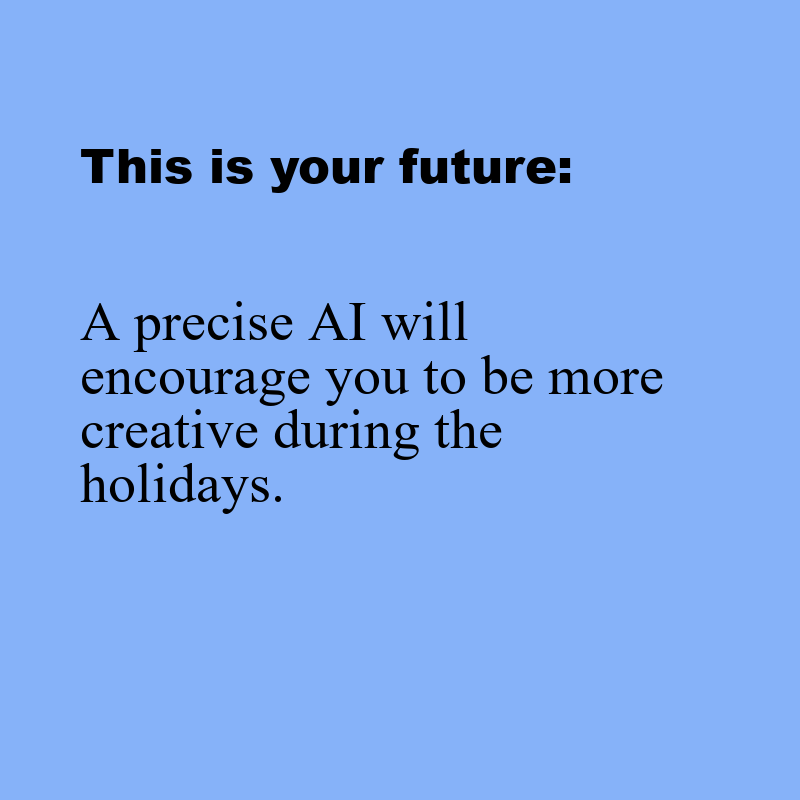 This is your future:
A precise AI will
encourage you to be more
creative during the
holidays.